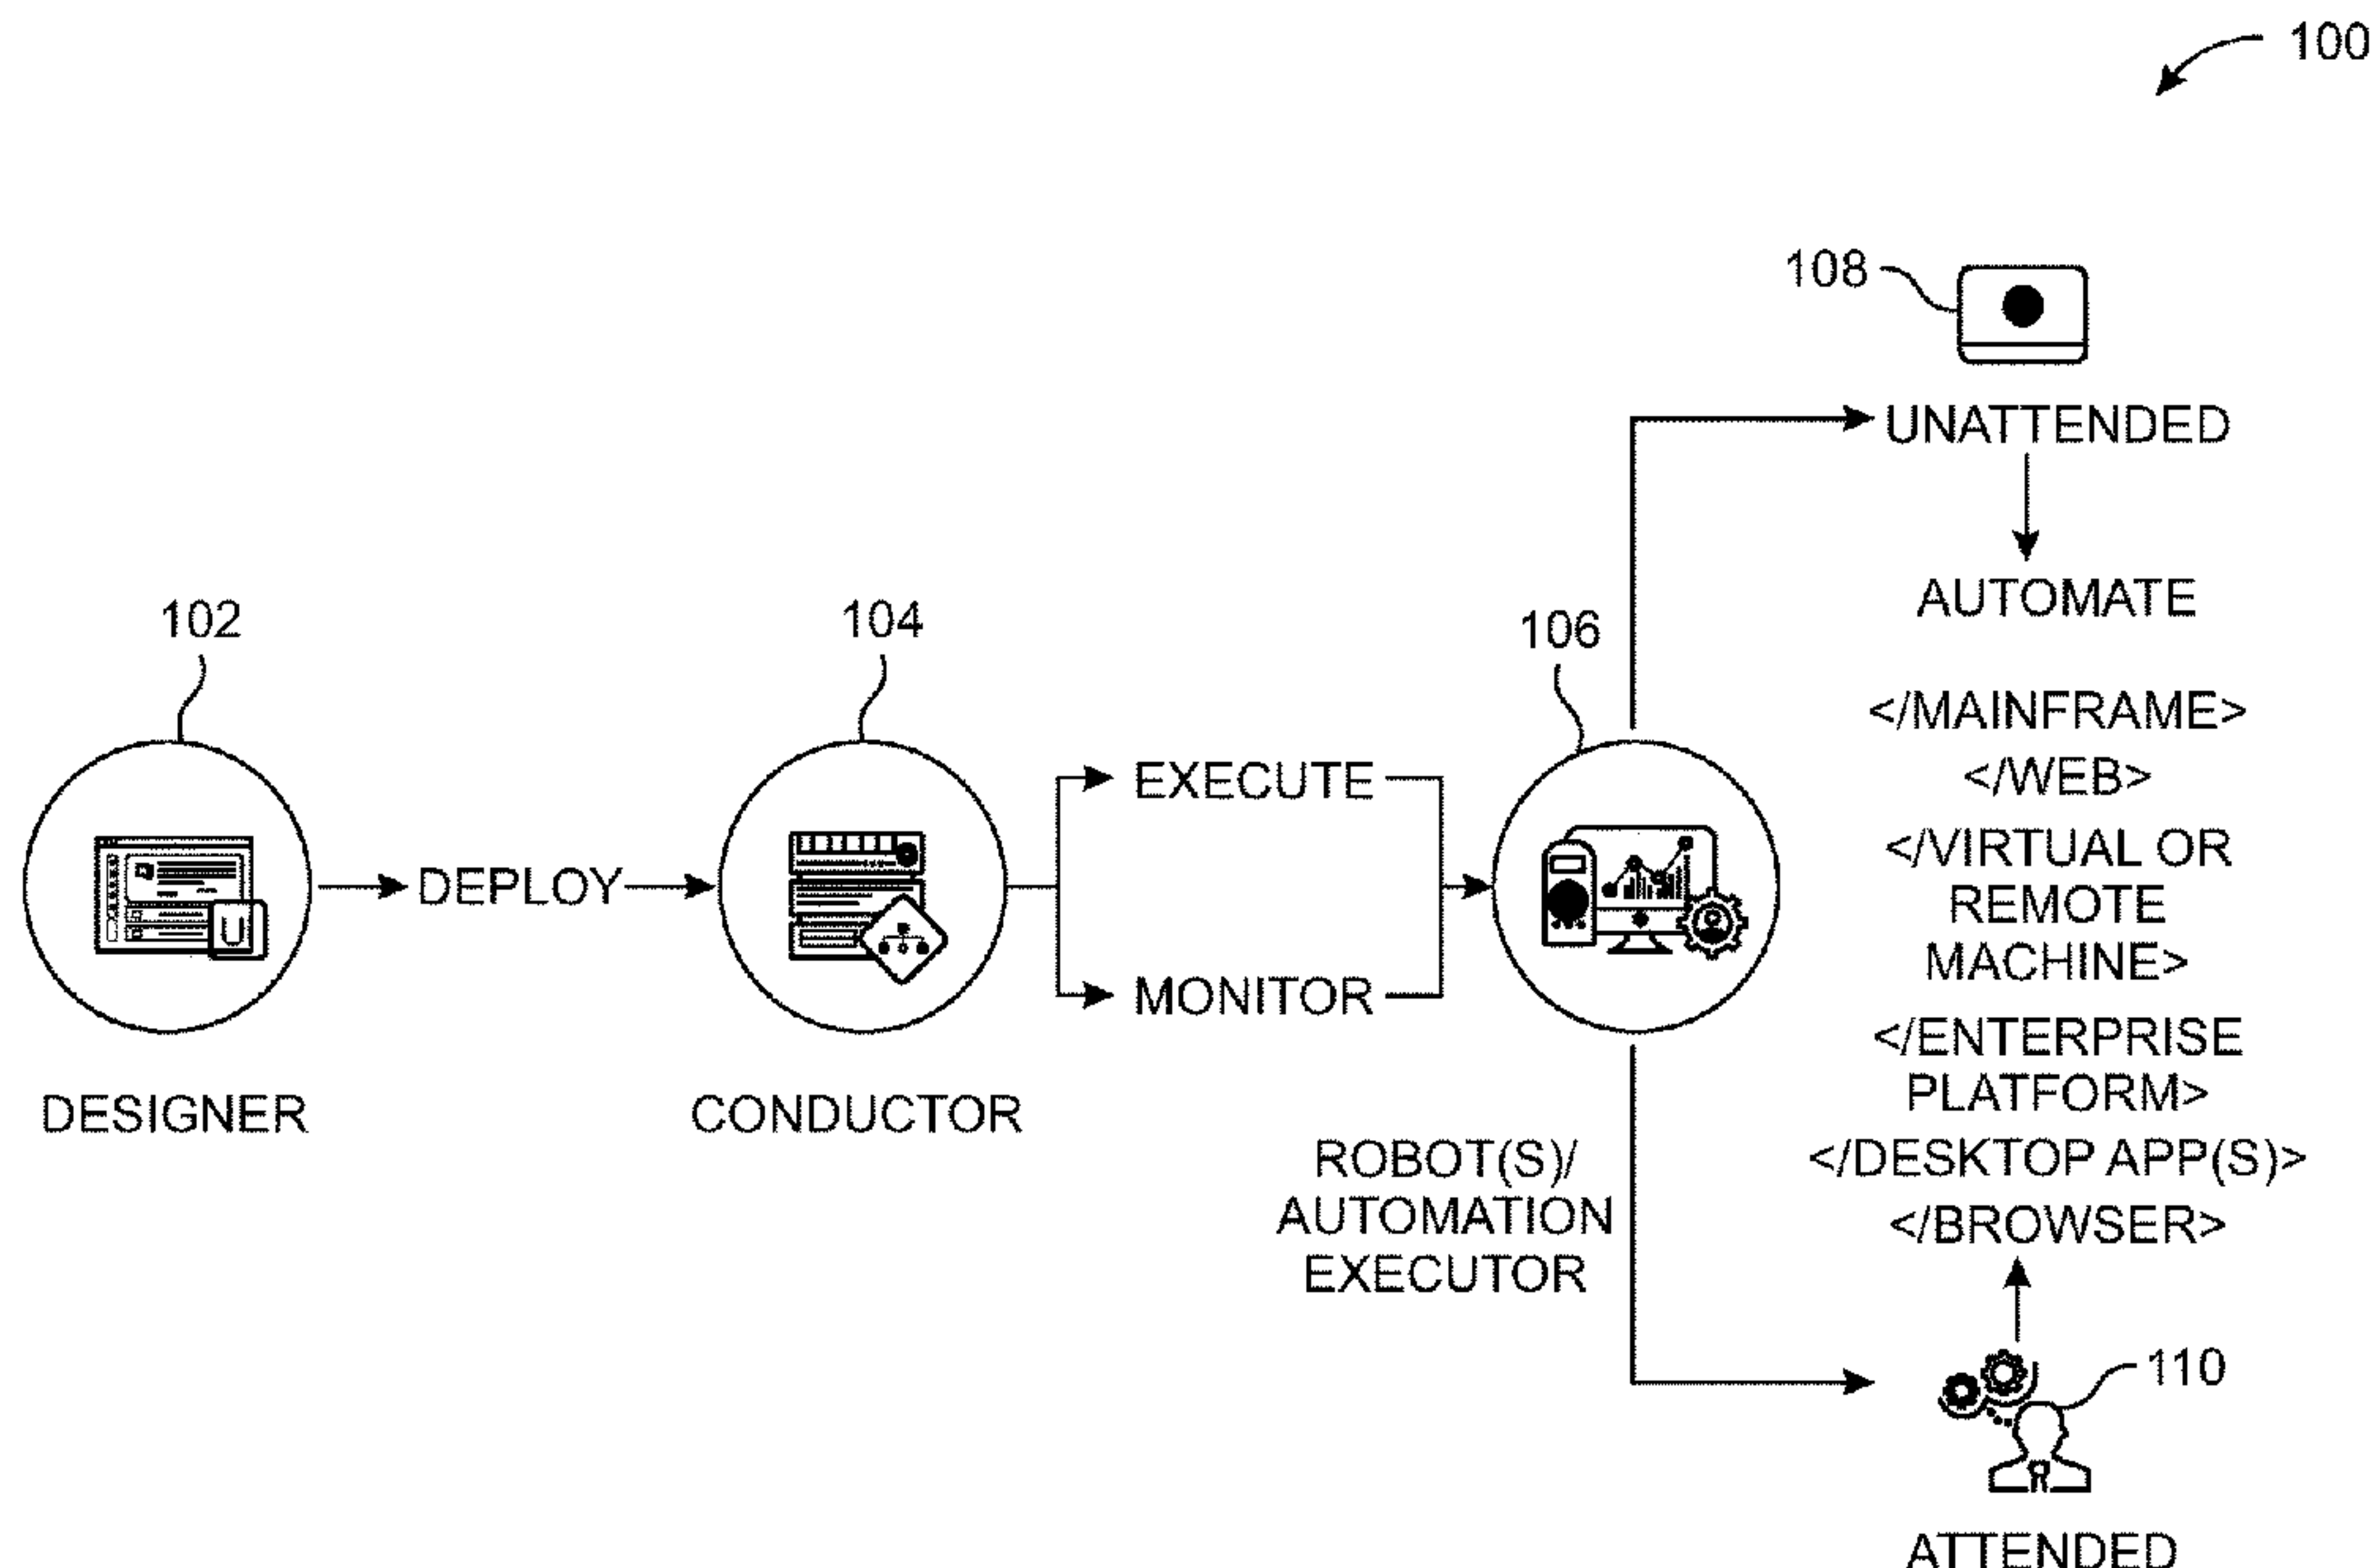 100
108
UNATTENDED
AUTOMATE
102
104
106
</MAINFRAME>
</WEB>
</VIRTUAL OR
REMOTE
MACHINE>
</ENTERPRISE
PLATFORM>
</DESKTOP APP(S)>
</BROWSER>
EXECUTE
DEPLOY
MONITOR
U
DESIGNER
CONDUCTOR
ROBOT(S)/
AUTOMATION
EXECUTOR
110
ATTENDED